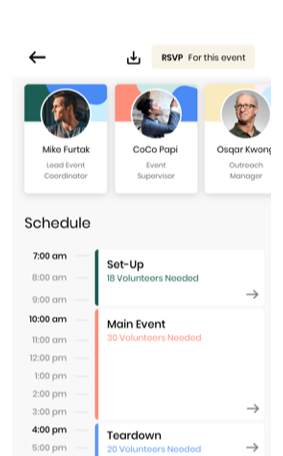 RSVP For this event
Mike Furtak
Lead Event
Coordinator
CoCo Papi
Event
Supervisor
Osqar Kwong
Outreach
Manager
Schedule
7:00 am
8:00 am
9:00 am
10:00 am
11:00 am
12:00 pm
1:00 pm
2:00 pm
3:00 pm
4:00 pm
5:00 pm
Set-Up
18 Volunteers Needed
Main Event
30 Volunteers Needed
Teardown
20 Volunteers Needed